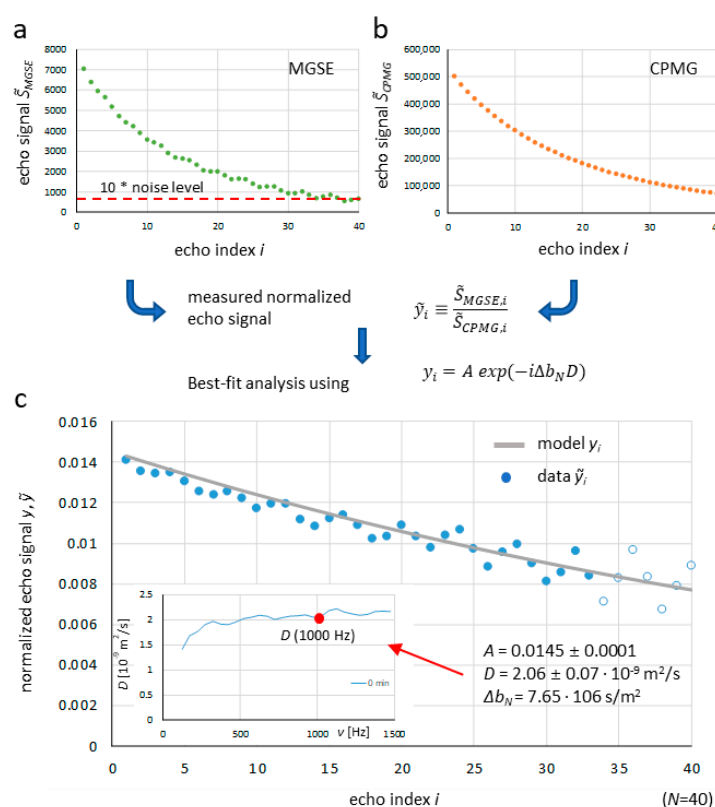 a
8000
7000
6000
5000
4000
3000
2000
1000
0
echo signal S̃MGSE
MGSE
10 * noise level
0 10 20 30 40
echo index i
b
600,000
500,000
400,000
300,000
200,000
100,000
0
echo signal S̃CPMG
CPMG
0 10 20 30 40
echo index i
measured normalized
echo signal
ỹi ≡ S̃MGSE,i / S̃CPMG,i
Best-fit analysis using
yi = A exp(−iΔbND)
c
0.016
0.014
0.012
0.01
0.008
0.006
0.004
0.002
0
normalized echo signal y, ỹ
model yi
data ỹi
2.5
2
1.5
1
0.5
0
D [10⁻⁹ m²/s]
D (1000 Hz)
0 min
0 500 1000 1500
ν [Hz]
A = 0.0145 ± 0.0001
D = 2.06 ± 0.07 · 10⁻⁹ m²/s
ΔbN = 7.65 · 106 s/m²
0 5 10 15 20 25 30 35 40
echo index i
(N=40)